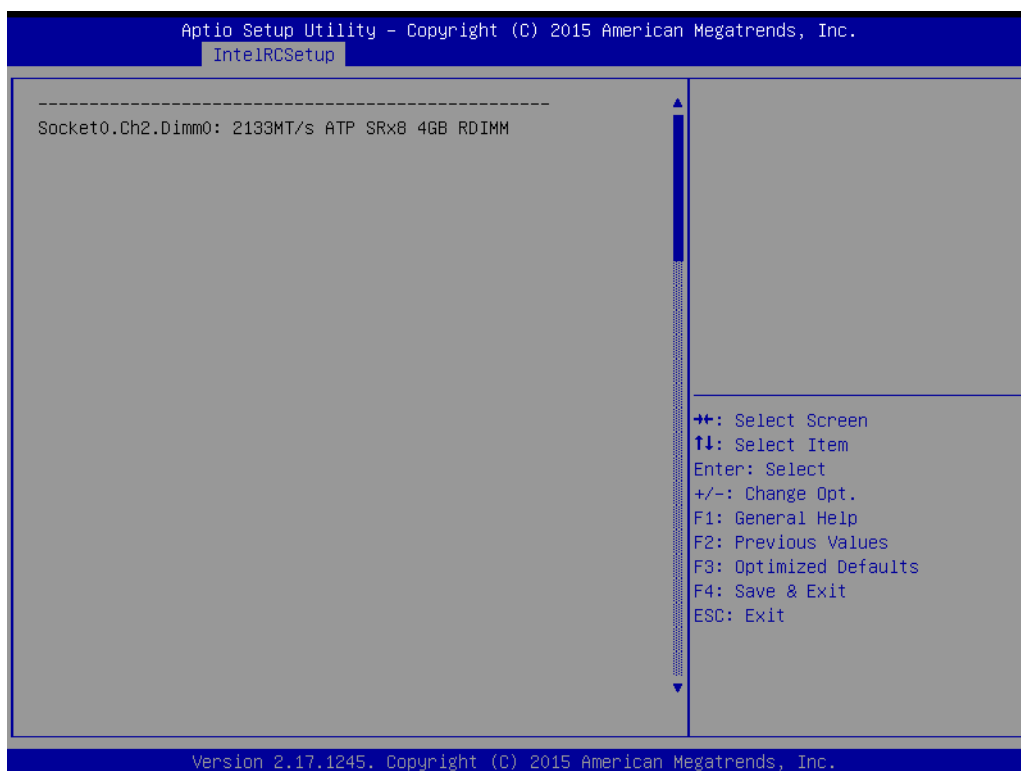 Aptio Setup Utility – Copyright (C) 2015 American Megatrends, Inc.
IntelRCSetup
--------------------------------------------------
Socket0.Ch2.Dimm0: 2133MT/s ATP SRx8 4GB RDIMM
→←: Select Screen
↑↓: Select Item
Enter: Select
+/-: Change Opt.
F1: General Help
F2: Previous Values
F3: Optimized Defaults
F4: Save & Exit
ESC: Exit
Version 2.17.1245. Copyright (C) 2015 American Megatrends, Inc.